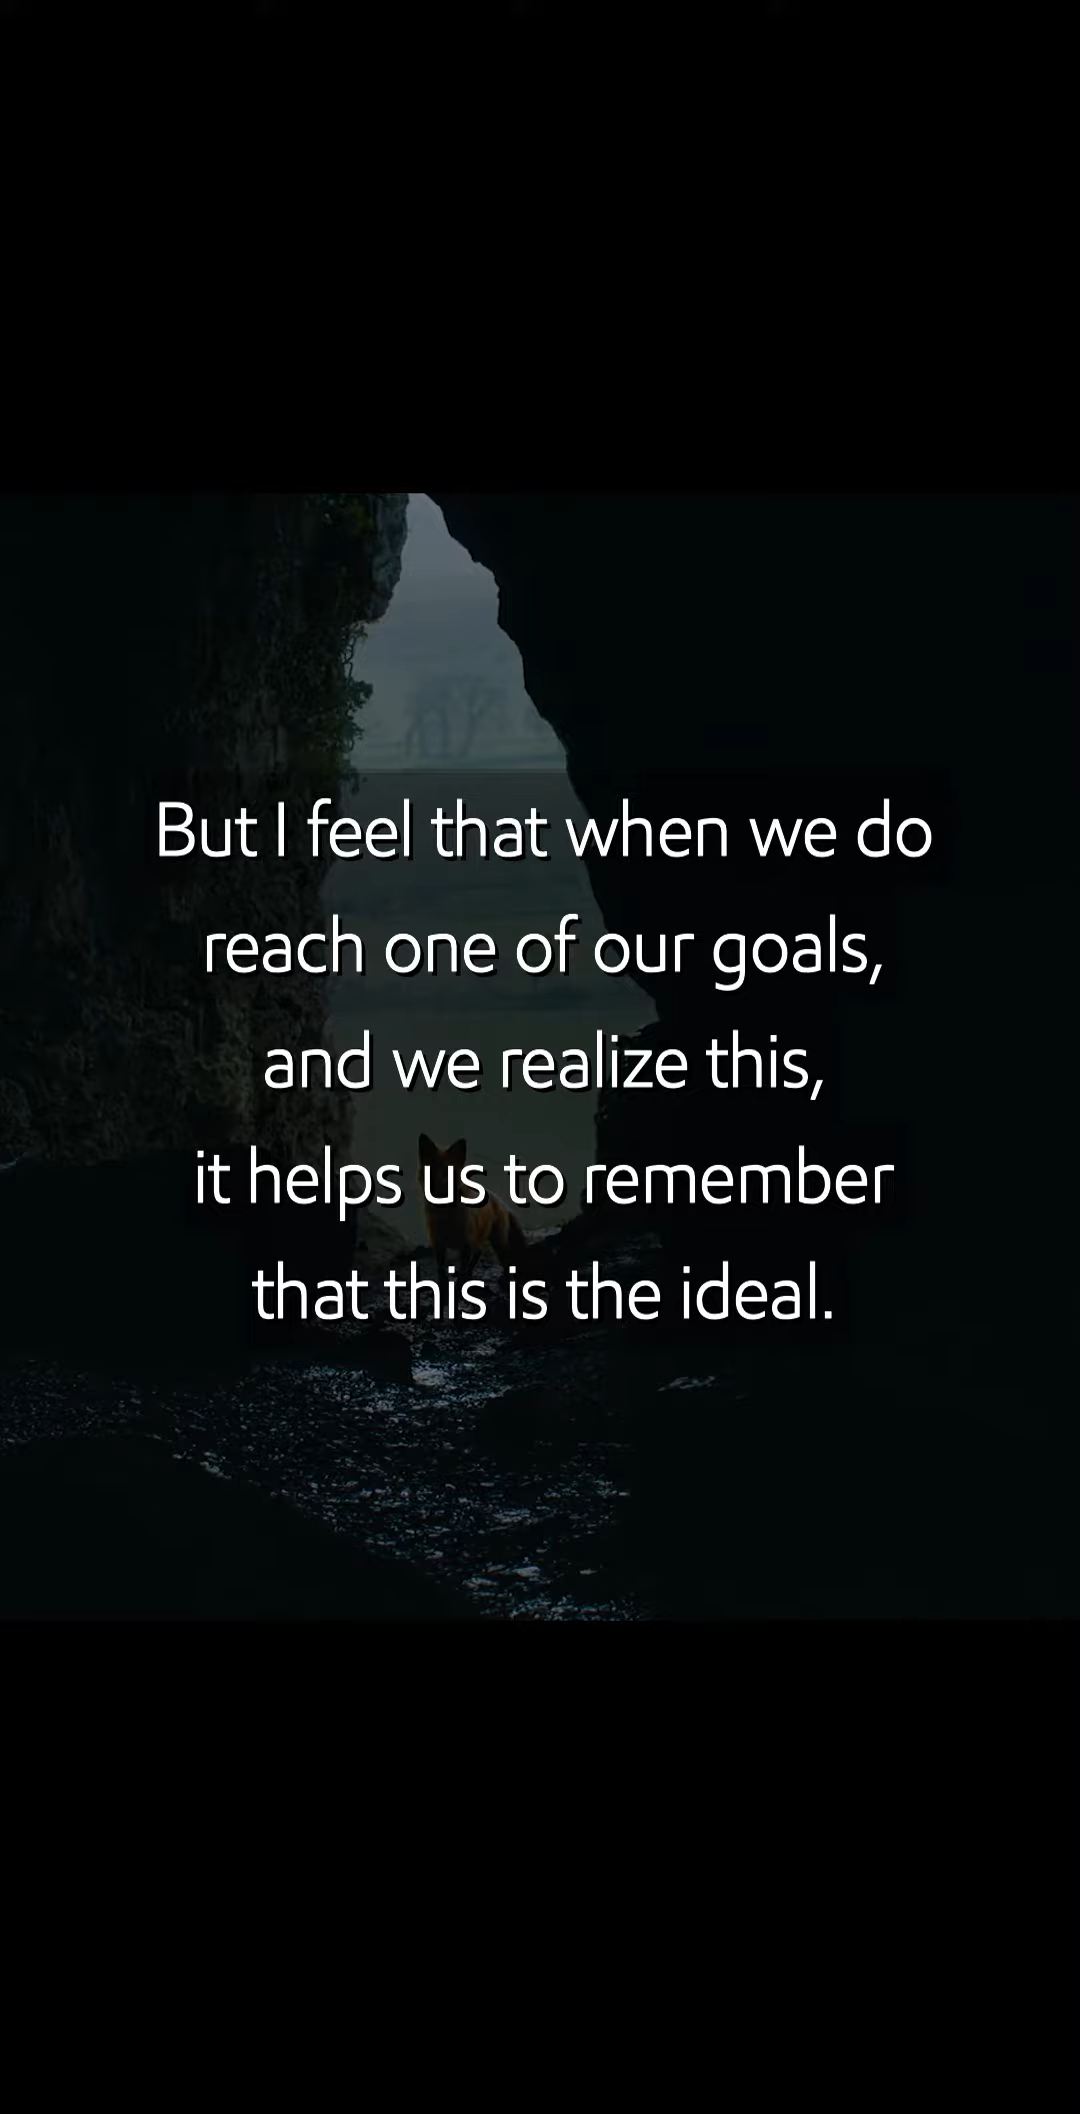 But I feel that when we do
reach one of our goals,
and we realize this,
it helps us to remember
that this is the ideal.